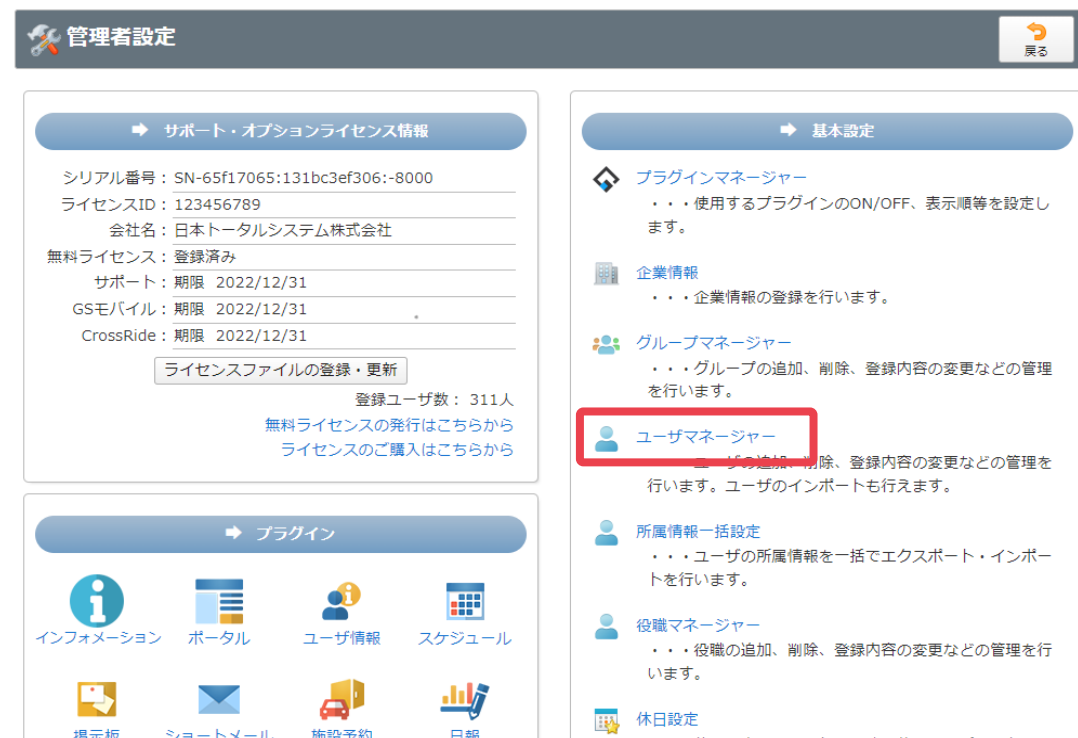 管理者設定
戻る
サポート・オプションライセンス情報
シリアル番号： SN-65f17065:131bc3ef306:-8000
ライセンスID： 123456789
会社名： 日本トータルシステム株式会社
無料ライセンス： 登録済み
サポート： 期限 2022/12/31
GSモバイル： 期限 2022/12/31
CrossRide： 期限 2022/12/31
ライセンスファイルの登録・更新
登録ユーザ数： 311人
無料ライセンスの発行はこちらから
ライセンスのご購入はこちらから
プラグイン
インフォメーション ポータル ユーザ情報 スケジュール
掲示板 ショートメール 施設予約 日報
基本設定
プラグインマネージャー
・・・使用するプラグインのON/OFF、表示順等を設定し
ます。
企業情報
・・・企業情報の登録を行います。
グループマネージャー
・・・グループの追加、削除、登録内容の変更などの管理
を行います。
ユーザマネージャー
ユーザの追加、削除、登録内容の変更などの管理を
行います。ユーザのインポートも行えます。
所属情報一括設定
・・・ユーザの所属情報を一括でエクスポート・インポー
トを行います。
役職マネージャー
・・・役職の追加、削除、登録内容の変更などの管理を行
います。
休日設定